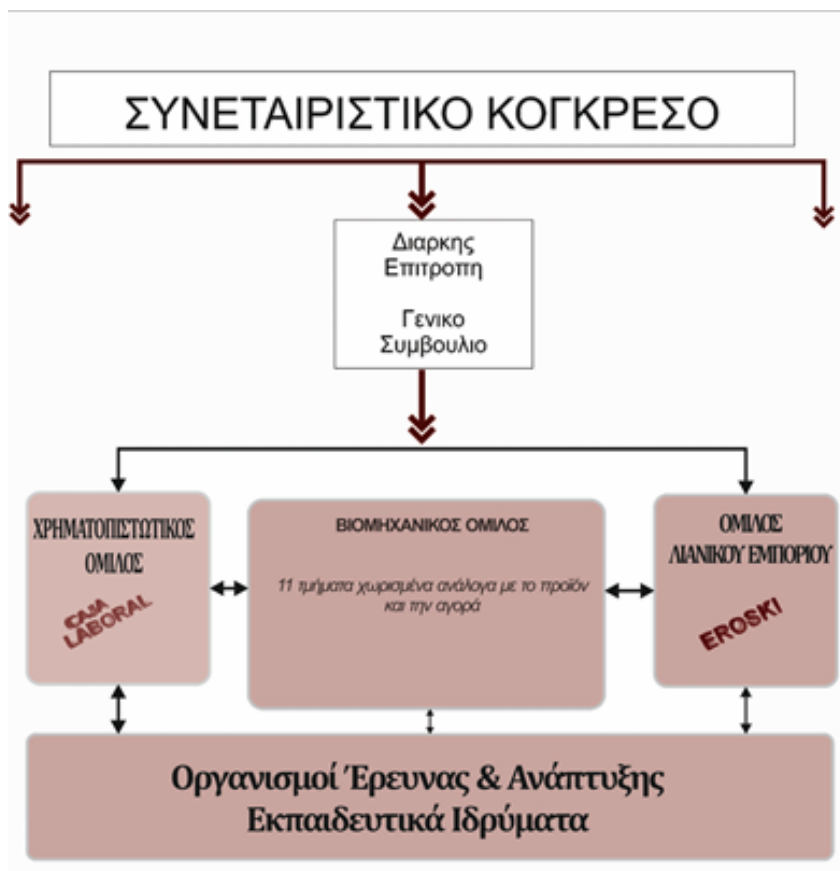 ΣΥΝΕΤΑΙΡΙΣΤΙΚΟ ΚΟΓΚΡΕΣΟ
Διαρκης
Επιτροπη
Γενικο
Συμβουλιο
ΧΡΗΜΑΤΟΠΙΣΤΩΤΙΚΟΣ
ΟΜΙΛΟΣ
CAJA
LABORAL
ΒΙΟΜΗΧΑΝΙΚΟΣ ΟΜΙΛΟΣ
11 τμήματα χωρισμένα ανάλογα με το προϊόν
και την αγορά
ΟΜΙΛΟΣ
ΛΙΑΝΙΚΟΥ ΕΜΠΟΡΙΟΥ
EROSKI
Οργανισμοί Έρευνας & Ανάπτυξης
Εκπαιδευτικά Ιδρύματα